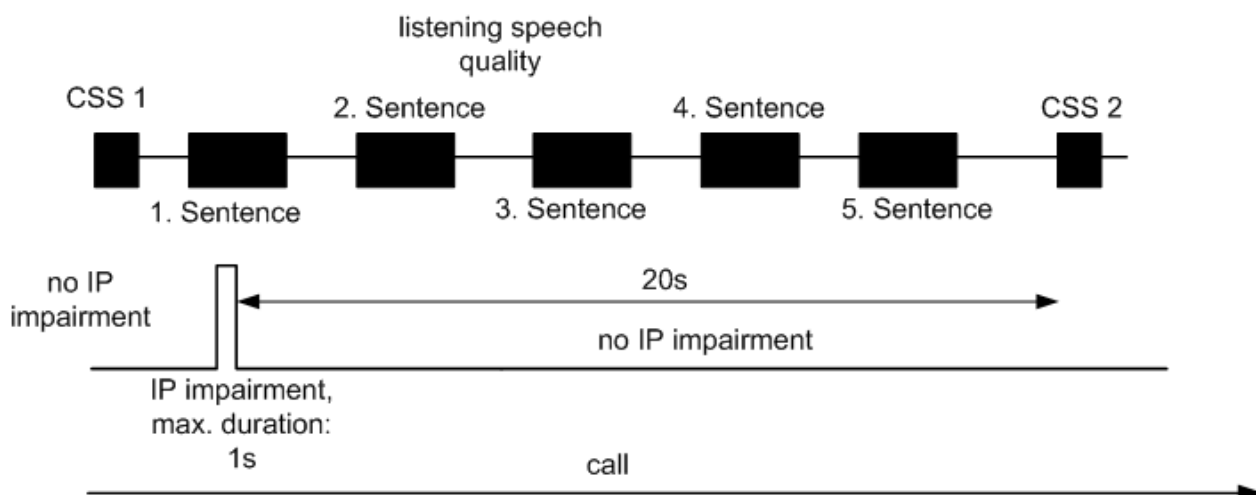 listening speech
quality
CSS 1
2. Sentence
4. Sentence
CSS 2
1. Sentence
3. Sentence
5. Sentence
no IP
impairment
20s
no IP impairment
IP impairment,
max. duration:
1s
call